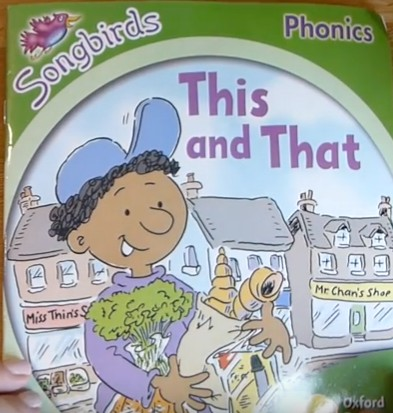 Songbirds
Phonics
This
and That
Miss Thin's
Mr Chan's Shop
Oxford